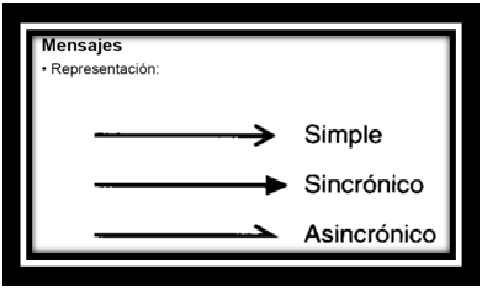 Mensajes
• Representación:
Simple
Sincrónico
Asincrónico